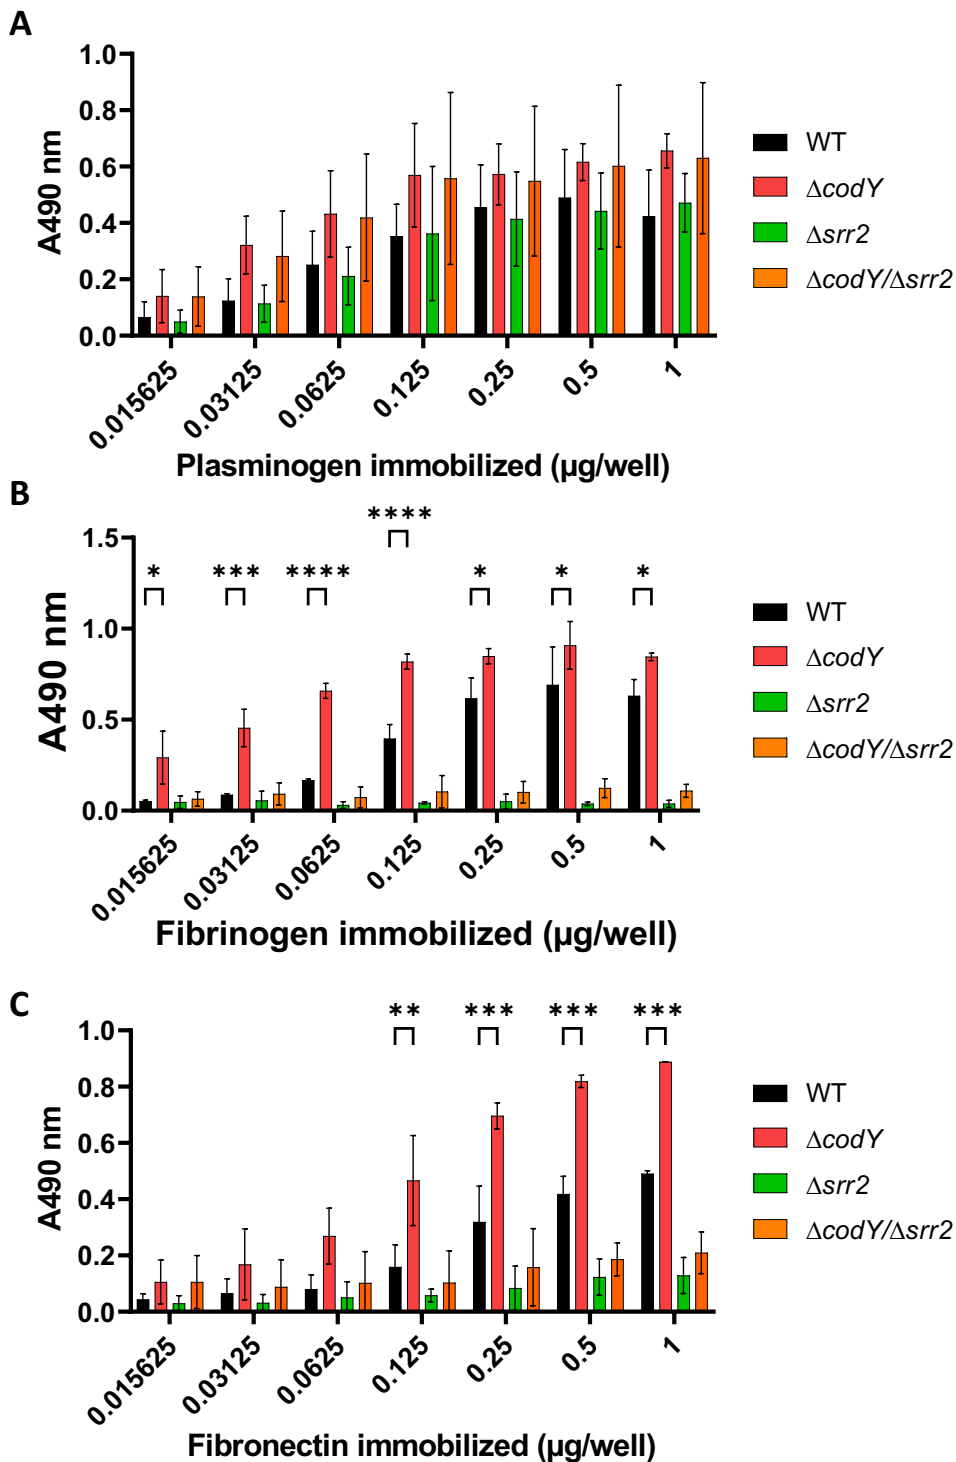 A
1.0
0.8
0.6
0.4
0.2
0.0
A490 nm
0.015625
0.03125
0.0625
0.125
0.25
0.5
1
Plasminogen immobilized (µg/well)
WT
ΔcodY
Δsrr2
ΔcodY/Δsrr2
B
1.5
1.0
0.5
0.0
A490 nm
*
***
****
****
*
*
*
0.015625
0.03125
0.0625
0.125
0.25
0.5
1
Fibrinogen immobilized (µg/well)
WT
ΔcodY
Δsrr2
ΔcodY/Δsrr2
C
1.0
0.8
0.6
0.4
0.2
0.0
A490 nm
**
***
***
***
0.015625
0.03125
0.0625
0.125
0.25
0.5
1
Fibronectin immobilized (µg/well)
WT
ΔcodY
Δsrr2
ΔcodY/Δsrr2